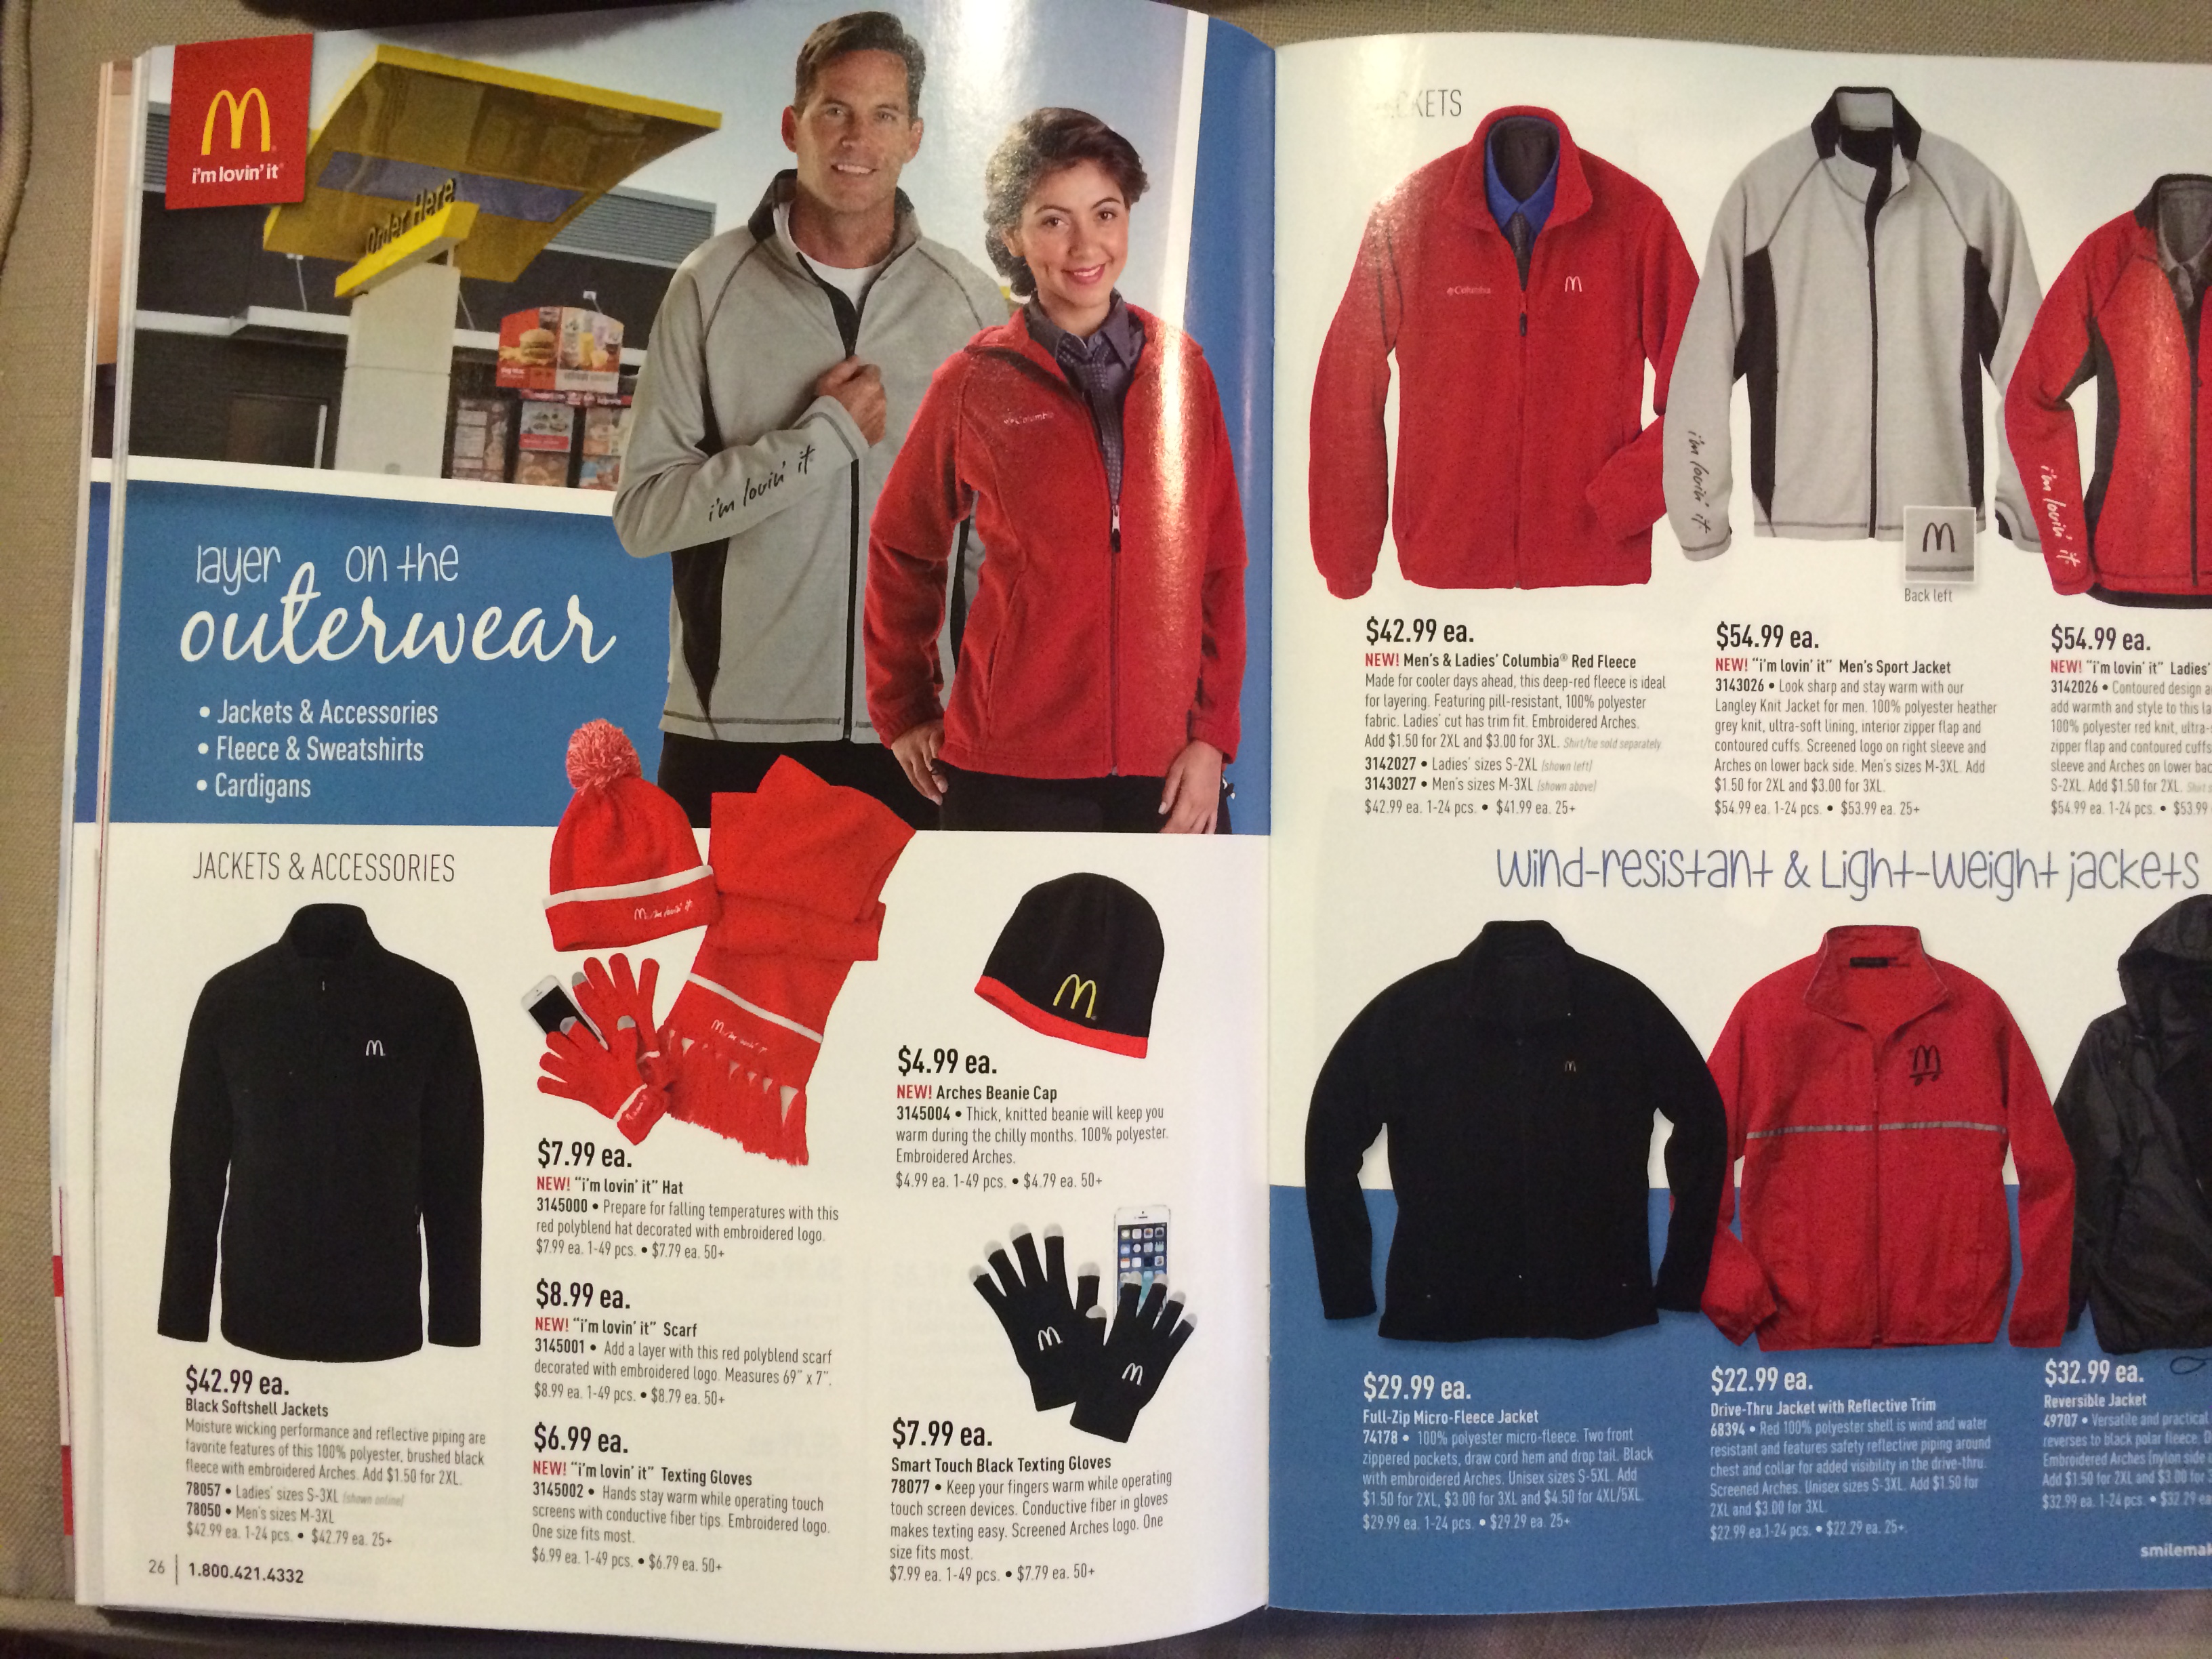 M
i'm lovin' it®
Order Here
i'm lovin' it
Columbia
layer on the
outerwear
• Jackets & Accessories
• Fleece & Sweatshirts
• Cardigans
JACKETS & ACCESSORIES
$42.99 ea.
Black Softshell Jackets
Moisture wicking performance and reflective piping are
favorite features of this 100% polyester, brushed black
fleece with embroidered Arches. Add $1.50 for 2XL.
78057 • Ladies' sizes S-3XL (shown online)
78050 • Men's sizes M-3XL
$42.99 ea. 1-24 pcs. • $42.79 ea. 25+
26 | 1.800.421.4332
$7.99 ea.
NEW! "i'm lovin' it" Hat
3145000 • Prepare for falling temperatures with this
red polyblend hat decorated with embroidered logo.
$7.99 ea. 1-49 pcs. • $7.79 ea. 50+
$8.99 ea.
NEW! "i'm lovin' it" Scarf
3145001 • Add a layer with this red polyblend scarf
decorated with embroidered logo. Measures 69" x 7".
$8.99 ea. 1-49 pcs. • $8.79 ea. 50+
$6.99 ea.
NEW! "i'm lovin' it" Texting Gloves
3145002 • Hands stay warm while operating touch
screens with conductive fiber tips. Embroidered logo.
One size fits most.
$6.99 ea. 1-49 pcs. • $6.79 ea. 50+
$4.99 ea.
NEW! Arches Beanie Cap
3145004 • Thick, knitted beanie will keep you
warm during the chilly months. 100% polyester.
Embroidered Arches.
$4.99 ea. 1-49 pcs. • $4.79 ea. 50+
$7.99 ea.
Smart Touch Black Texting Gloves
78077 • Keep your fingers warm while operating
touch screen devices. Conductive fiber in gloves
makes texting easy. Screened Arches logo. One
size fits most.
$7.99 ea. 1-49 pcs. • $7.79 ea. 50+
JACKETS
Columbia
i'm lovin' it
i'm lovin' it
Back left
$42.99 ea.
NEW! Men's & Ladies' Columbia® Red Fleece
Made for cooler days ahead, this deep-red fleece is ideal
for layering. Featuring pill-resistant, 100% polyester
fabric. Ladies' cut has trim fit. Embroidered Arches.
Add $1.50 for 2XL and $3.00 for 3XL. Shirt/tie sold separately
3142027 • Ladies' sizes S-2XL (shown left)
3143027 • Men's sizes M-3XL (shown above)
$42.99 ea. 1-24 pcs. • $41.99 ea. 25+
$54.99 ea.
NEW! "i'm lovin' it" Men's Sport Jacket
3143026 • Look sharp and stay warm with our
Langley Knit Jacket for men. 100% polyester heather
grey knit, ultra-soft lining, interior zipper flap and
contoured cuffs. Screened logo on right sleeve and
Arches on lower back side. Men's sizes M-3XL. Add
$1.50 for 2XL and $3.00 for 3XL.
$54.99 ea. 1-24 pcs. • $53.99 ea. 25+
$54.99 ea.
NEW! "i'm lovin' it" Ladies'
3142026 • Contoured design
add warmth and style to this
100% polyester red knit, ultra-
zipper flap and contoured cuffs
sleeve and Arches on lower
S-2XL. Add $1.50 for 2XL.
$54.99 ea. 1-24 pcs. • $53.99
wind-resistant & Light-weight jackets
$29.99 ea.
Full-Zip Micro-Fleece Jacket
74178 • 100% polyester micro-fleece. Two front
zippered pockets, draw cord hem and drop tail. Black
with embroidered Arches. Unisex sizes S-5XL. Add
$1.50 for 2XL, $3.00 for 3XL and $4.50 for 4XL/5XL.
$29.99 ea. 1-24 pcs. • $29.29 ea. 25+
$22.99 ea.
Drive-Thru Jacket with Reflective Trim
68394 • Red 100% polyester shell is wind and water
resistant and features safety reflective piping around
chest and collar for added visibility in the drive-thru.
Screened Arches. Unisex sizes S-3XL. Add $1.50 for
2XL and $3.00 for 3XL.
$22.99 ea. 1-24 pcs. • $22.29 ea. 25+.
$32.99 ea.
Reversible Jacket
49707 • Versatile and practical
reverses to black polar fleece.
Embroidered Arches (nylon side
Add $1.50 for 2XL and $3.00 for
$32.99 ea. 1-24 pcs. • $32.29
smilemak